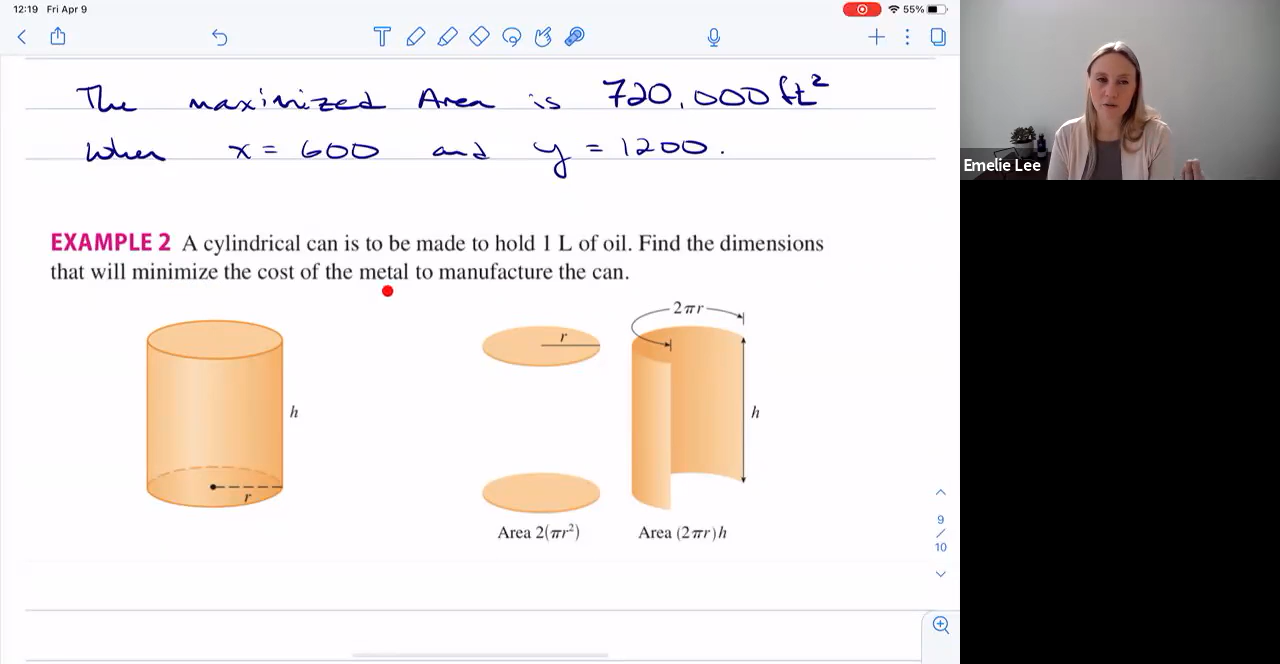 12:19 Fri Apr 9
55%
The maximized Area is 720,000 ft²
When x = 600 and y = 1200.
Emelie Lee
EXAMPLE 2 A cylindrical can is to be made to hold 1 L of oil. Find the dimensions
that will minimize the cost of the metal to manufacture the can.
2πr
r
h
h
r
Area 2(πr²)
Area (2πr)h
9
/
10